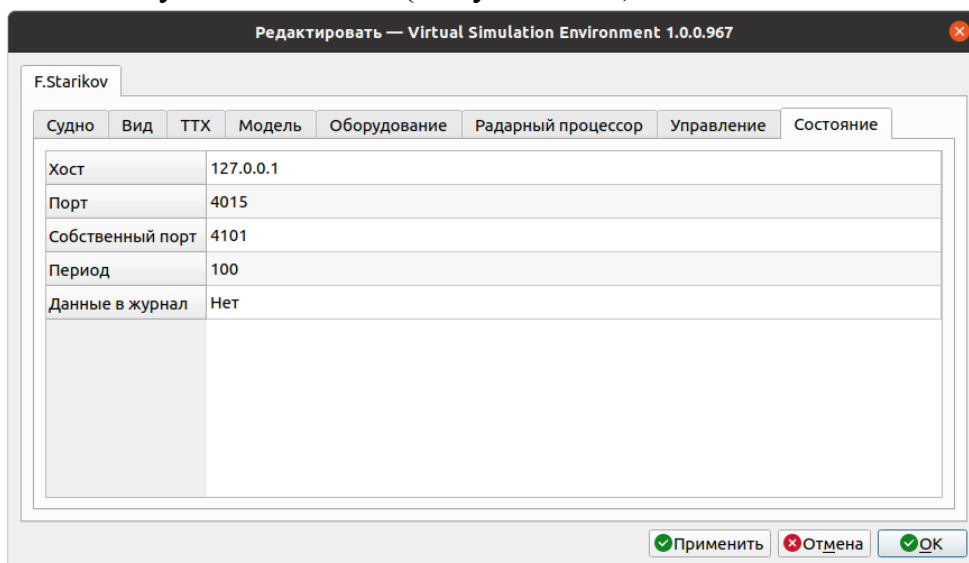 Редактировать — Virtual Simulation Environment 1.0.0.967
F.Starikov
Судно Вид ТТХ Модель Оборудование Радарный процессор Управление Состояние
Хост 127.0.0.1
Порт 4015
Собственный порт 4101
Период 100
Данные в журнал Нет
Применить Отмена OK